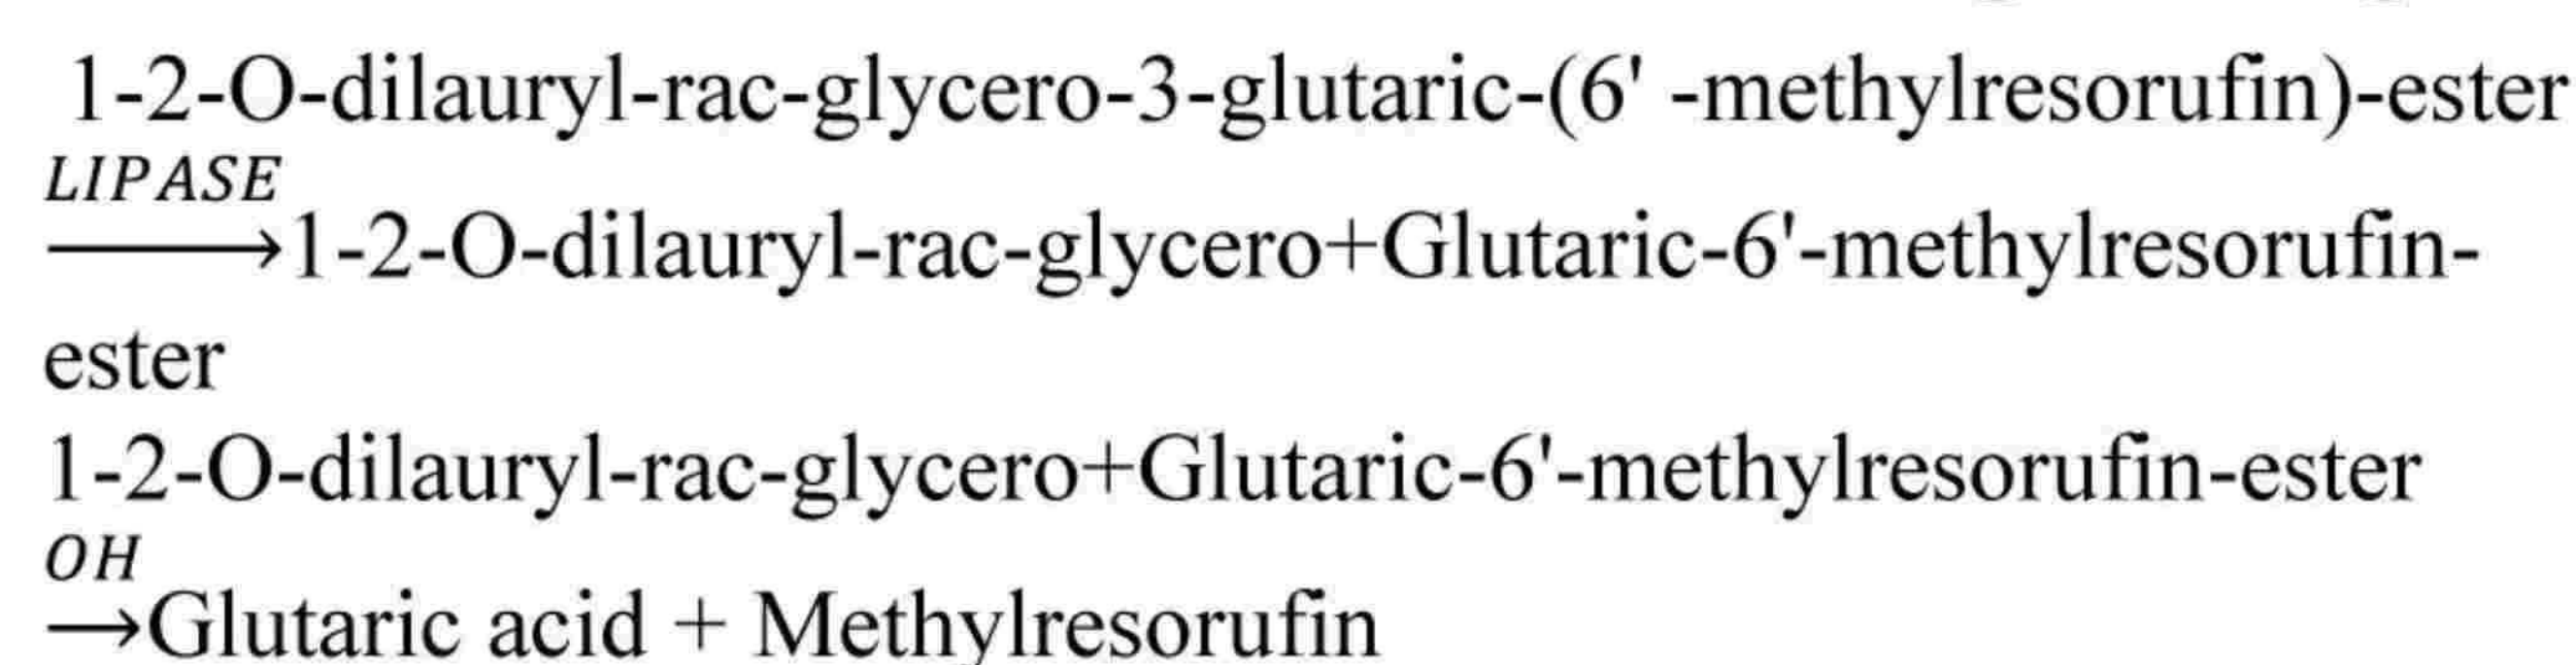 1-2-O-dilauryl-rac-glycero-3-glutaric-(6' -methylresorufin)-ester
LIPASE
⟶1-2-O-dilauryl-rac-glycero+Glutaric-6'-methylresorufin-
ester
1-2-O-dilauryl-rac-glycero+Glutaric-6'-methylresorufin-ester
OH
→Glutaric acid + Methylresorufin